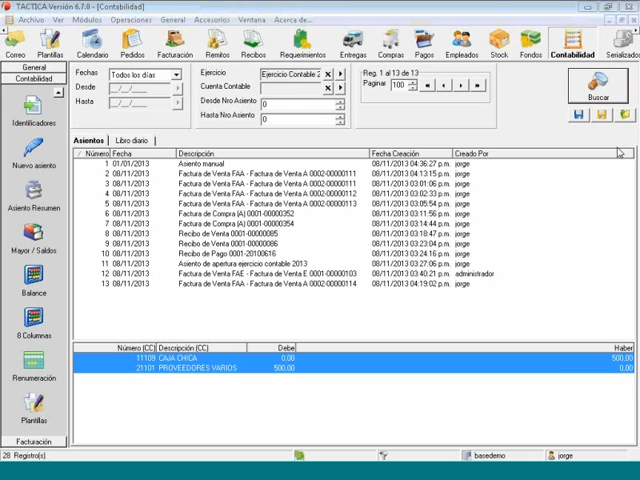 TACTICA Versión 6.7.0 - [Contabilidad]
Archivo Ver Módulos Operaciones General Accesorios Ventana Acerca de...
Correo Plantillas Calendario Pedidos Facturación Remitos Recibos Requerimientos Entregas Compras Pagos Empleados Stock Fondos Contabilidad Serializados
General
Contabilidad
Identificadores
Nuevo asiento
Asiento Resumen
Mayor / Saldos
Balance
8 Columnas
Renumeración
Plantillas
Facturación
Fechas Todos los días
Desde __/__/____
Hasta __/__/____
Ejercicio Ejercicio Contable 2
Cuenta Contable
Desde Nro Asiento 0
Hasta Nro Asiento 0
Reg. 1 al 13 de 13
Paginar 100
Buscar
Asientos Libro diario
Número Fecha Descripción Fecha Creación Creado Por
1 01/01/2013 Asiento manual 08/11/2013 04:36:27 p.m. jorge
2 08/11/2013 Factura de Venta FAA - Factura de Venta A 0002-00000111 08/11/2013 04:13:15 p.m. jorge
3 08/11/2013 Factura de Venta FAA - Factura de Venta A 0002-00000111 08/11/2013 03:01:06 p.m. jorge
4 08/11/2013 Factura de Venta FAA - Factura de Venta A 0002-00000112 08/11/2013 03:02:33 p.m. jorge
5 08/11/2013 Factura de Venta FAA - Factura de Venta A 0002-00000113 08/11/2013 03:05:54 p.m. jorge
6 08/11/2013 Factura de Compra (A) 0001-00000352 08/11/2013 03:11:56 p.m. jorge
7 08/11/2013 Factura de Compra (A) 0001-00000354 08/11/2013 03:14:44 p.m. jorge
8 08/11/2013 Recibo de Venta 0001-00000085 08/11/2013 03:18:47 p.m. jorge
9 08/11/2013 Recibo de Venta 0001-00000086 08/11/2013 03:23:04 p.m. jorge
10 08/11/2013 Recibo de Pago 0001-20100616 08/11/2013 03:24:16 p.m. jorge
11 08/11/2013 Asiento de apertura ejercicio contable 2013 08/11/2013 03:27:06 p.m. jorge
12 08/11/2013 Factura de Venta FAE - Factura de Venta E 0001-00000103 08/11/2013 03:40:21 p.m. administrador
13 08/11/2013 Factura de Venta FAA - Factura de Venta A 0002-00000114 08/11/2013 04:19:02 p.m. jorge
Número (CC) Descripción (CC) Debe Haber
11109 CAJA CHICA 0.00 500.00
21101 PROVEEDORES VARIOS 500.00 0.00
28 Registro(s) basedemo jorge